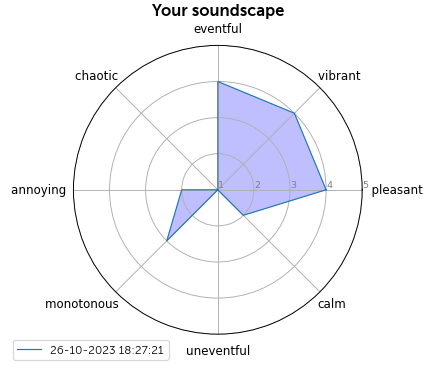 Your soundscape
eventful
chaotic
vibrant
annoying
1 2 3 4 5
pleasant
monotonous
calm
uneventful
26-10-2023 18:27:21